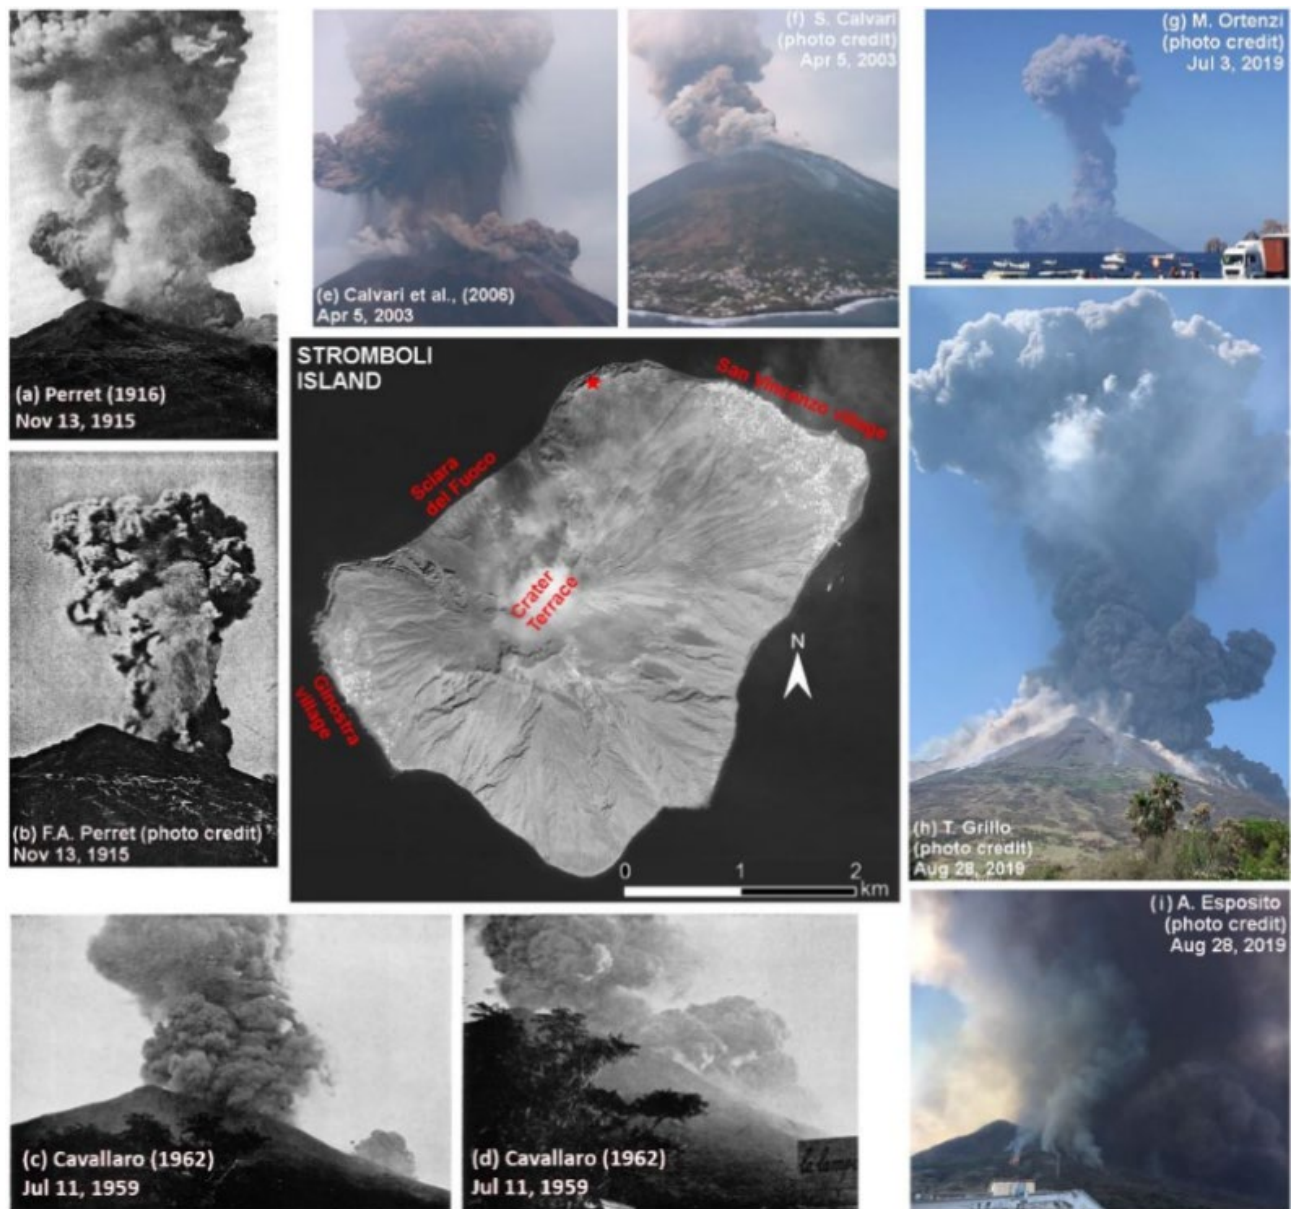 (a) Perret (1916)
Nov 13, 1915
(b) F.A. Perret (photo credit)
Nov 13, 1915
(c) Cavallaro (1962)
Jul 11, 1959
(d) Cavallaro (1962)
Jul 11, 1959
(e) Calvari et al., (2006)
Apr 5, 2003
(f) S. Calvari
(photo credit)
Apr 5, 2003
(g) M. Ortenzi
(photo credit)
Jul 3, 2019
(h) T. Grillo
(photo credit)
Aug 28, 2019
(i) A. Esposito
(photo credit)
Aug 28, 2019
STROMBOLI
ISLAND
San Vincenzo village
Sciara
del Fuoco
Crater
Terrace
Ginostra
village
N
0 1 2
km